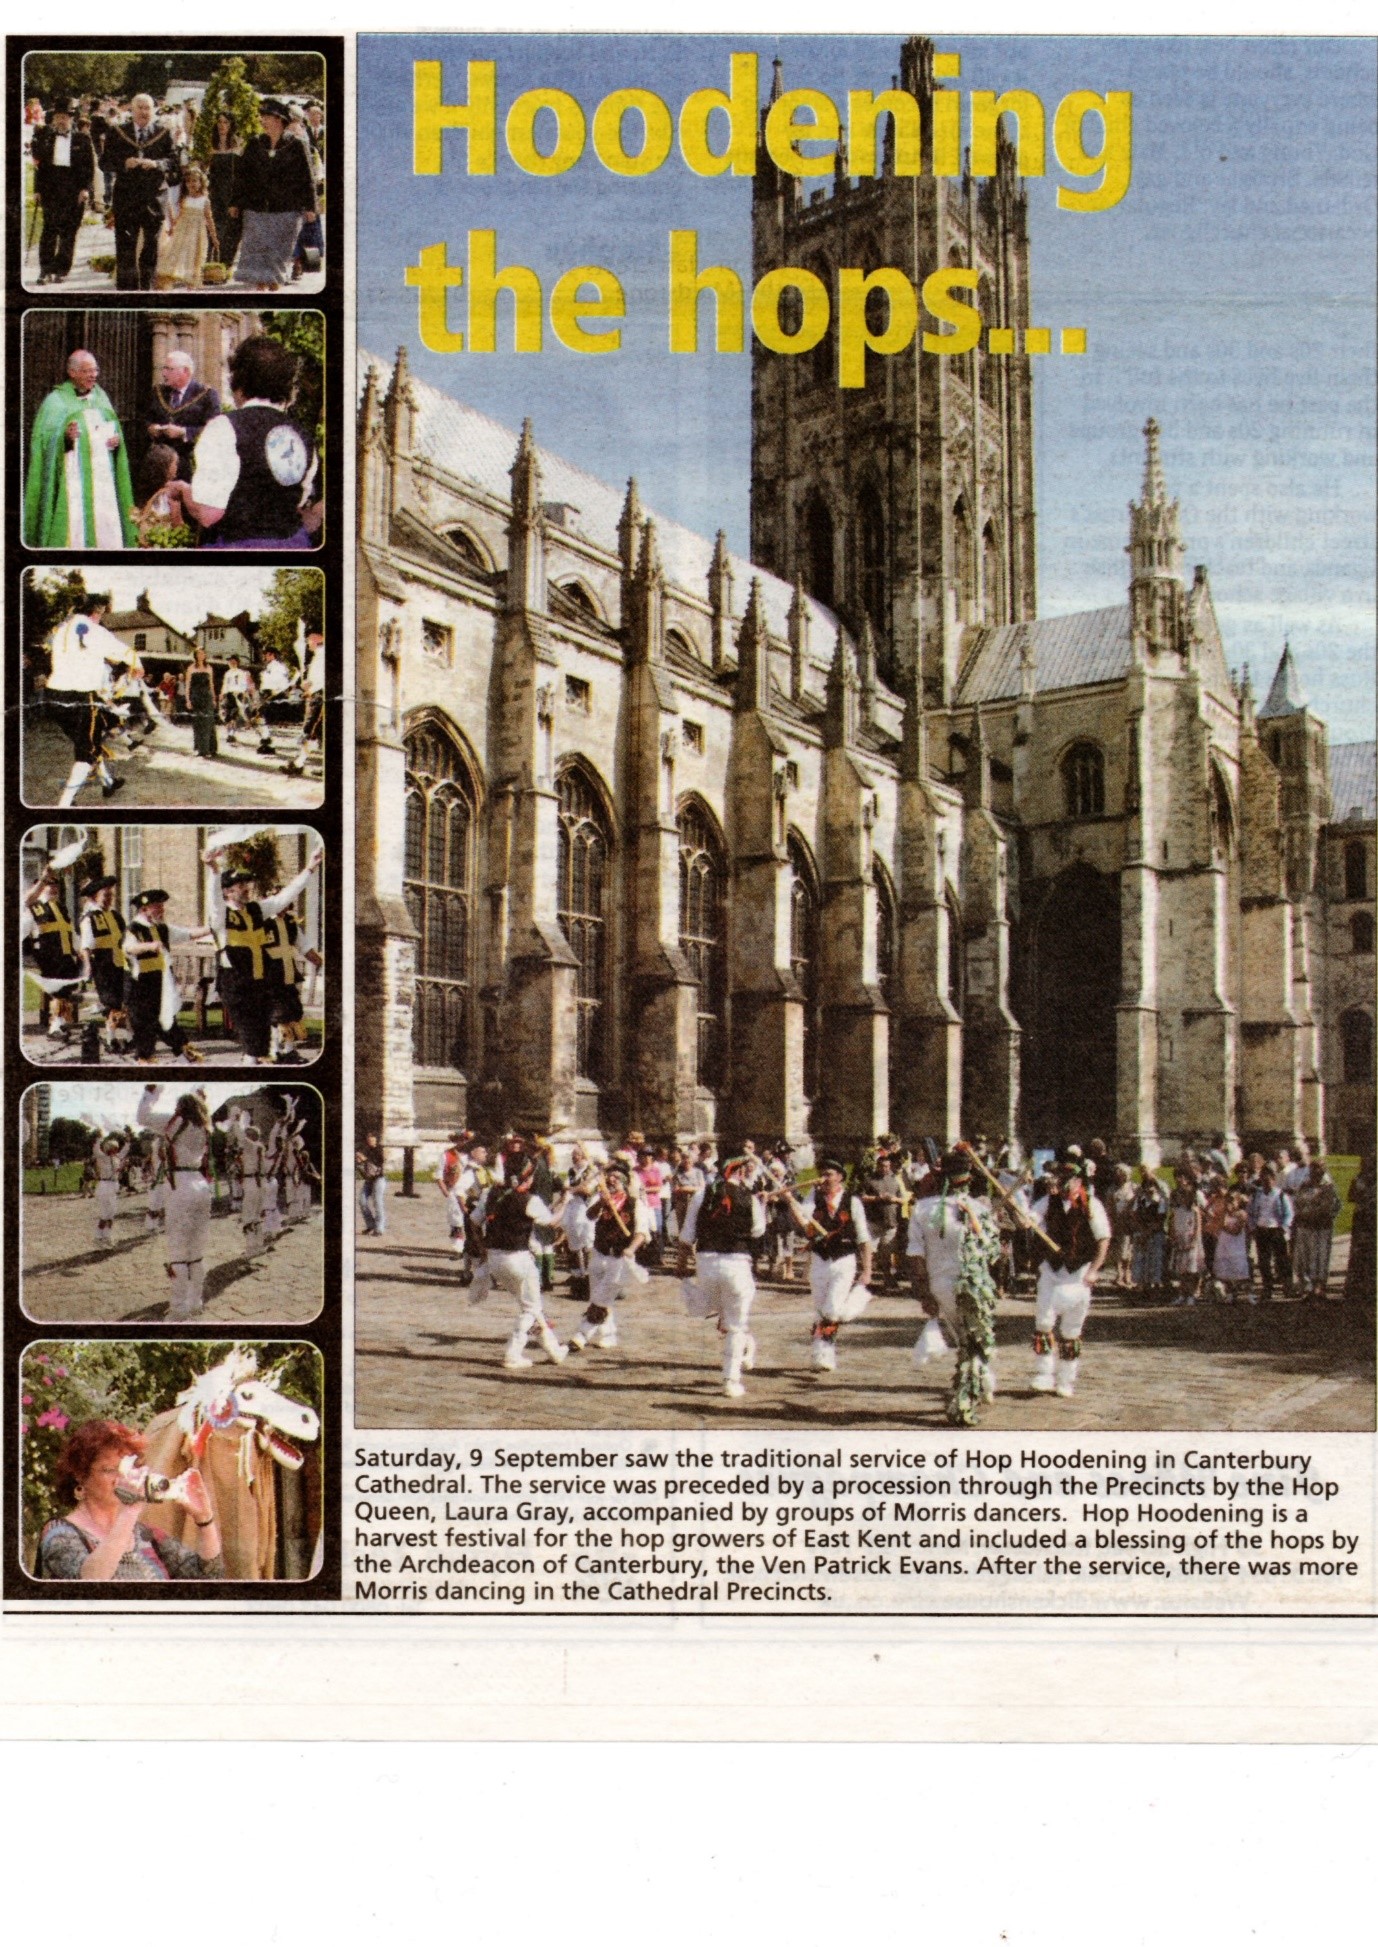 Hoodening
the hops...
Saturday, 9 September saw the traditional service of Hop Hoodening in Canterbury
Cathedral. The service was preceded by a procession through the Precincts by the Hop
Queen, Laura Gray, accompanied by groups of Morris dancers. Hop Hoodening is a
harvest festival for the hop growers of East Kent and included a blessing of the hops by
the Archdeacon of Canterbury, the Ven Patrick Evans. After the service, there was more
Morris dancing in the Cathedral Precincts.